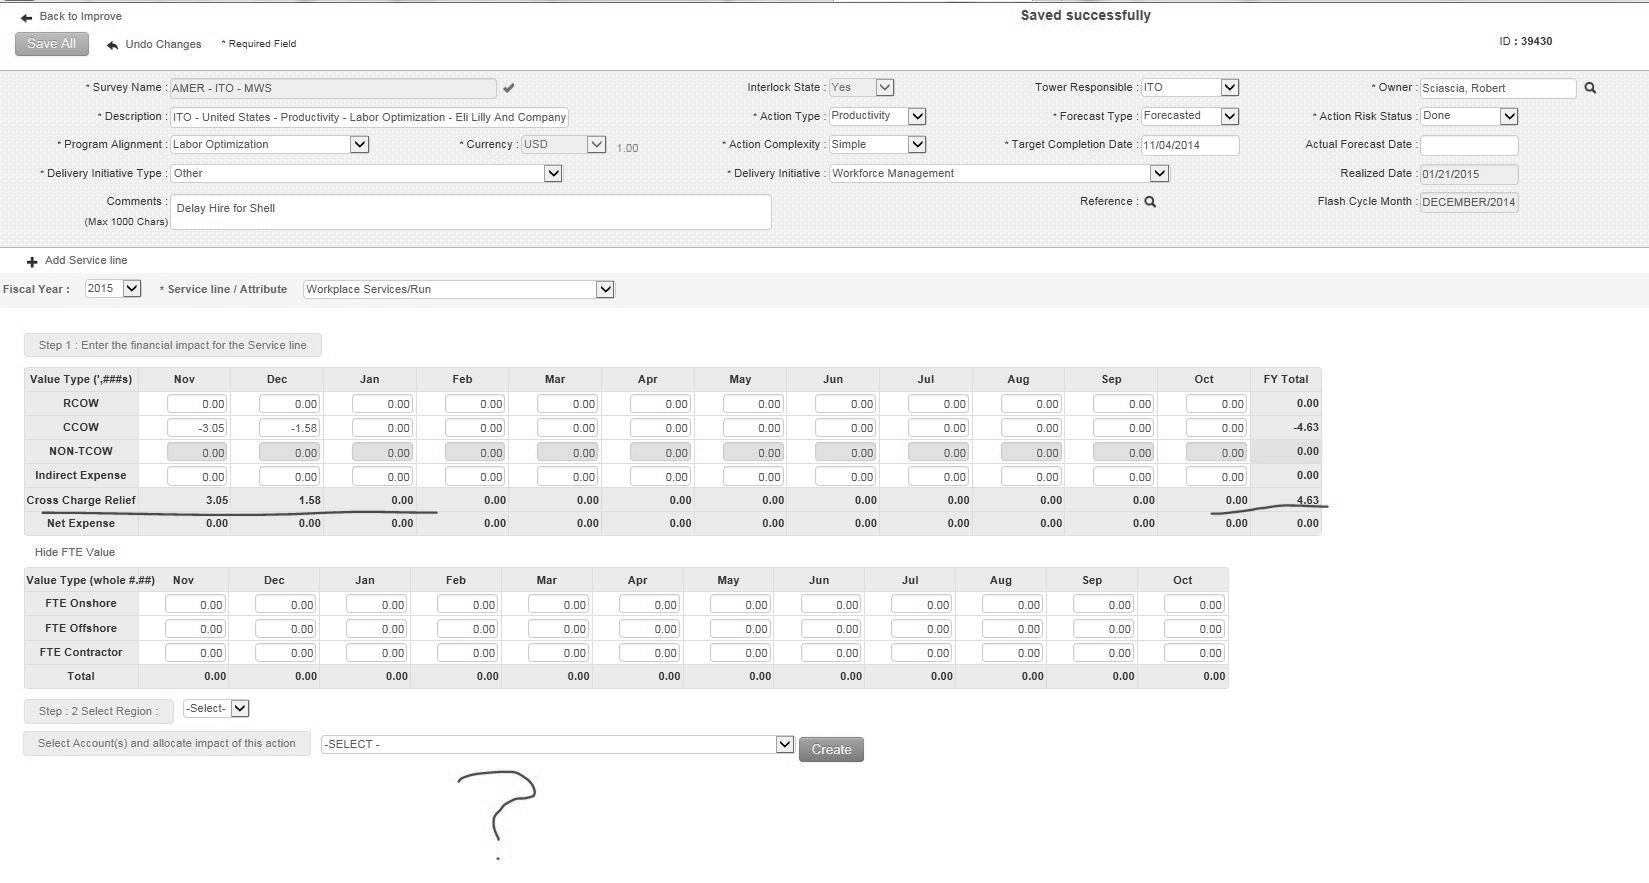 Back to Improve
Saved successfully
Save All Undo Changes * Required Field ID : 39430
* Survey Name : AMER - ITO - MWS Interlock State : Yes Tower Responsible : ITO * Owner : Sciascia, Robert
* Description : ITO - United States - Productivity - Labor Optimization - Eli Lilly And Company * Action Type : Productivity * Forecast Type : Forecasted * Action Risk Status : Done
* Program Alignment : Labor Optimization * Currency : USD 1.00 * Action Complexity : Simple * Target Completion Date : 11/04/2014 Actual Forecast Date :
* Delivery Initiative Type : Other * Delivery Initiative : Workforce Management Realized Date : 01/21/2015
Comments : Delay Hire for Shell Reference : Flash Cycle Month : DECEMBER/2014
(Max 1000 Chars)
Add Service line
Fiscal Year : 2015 * Service line / Attribute Workplace Services/Run
Step 1 : Enter the financial impact for the Service line
Value Type (',###s) Nov Dec Jan Feb Mar Apr May Jun Jul Aug Sep Oct FY Total
RCOW 0.00 0.00 0.00 0.00 0.00 0.00 0.00 0.00 0.00 0.00 0.00 0.00 0.00
CCOW -3.05 -1.58 0.00 0.00 0.00 0.00 0.00 0.00 0.00 0.00 0.00 0.00 -4.63
NON-TCOW 0.00 0.00 0.00 0.00 0.00 0.00 0.00 0.00 0.00 0.00 0.00 0.00 0.00
Indirect Expense 0.00 0.00 0.00 0.00 0.00 0.00 0.00 0.00 0.00 0.00 0.00 0.00 0.00
Cross Charge Relief 3.05 1.58 0.00 0.00 0.00 0.00 0.00 0.00 0.00 0.00 0.00 0.00 4.63
Net Expense 0.00 0.00 0.00 0.00 0.00 0.00 0.00 0.00 0.00 0.00 0.00 0.00 0.00
Hide FTE Value
Value Type (whole #.##) Nov Dec Jan Feb Mar Apr May Jun Jul Aug Sep Oct
FTE Onshore 0.00 0.00 0.00 0.00 0.00 0.00 0.00 0.00 0.00 0.00 0.00 0.00
FTE Offshore 0.00 0.00 0.00 0.00 0.00 0.00 0.00 0.00 0.00 0.00 0.00 0.00
FTE Contractor 0.00 0.00 0.00 0.00 0.00 0.00 0.00 0.00 0.00 0.00 0.00 0.00
Total 0.00 0.00 0.00 0.00 0.00 0.00 0.00 0.00 0.00 0.00 0.00 0.00
Step : 2 Select Region : -Select-
Select Account(s) and allocate impact of this action -SELECT - Create
?